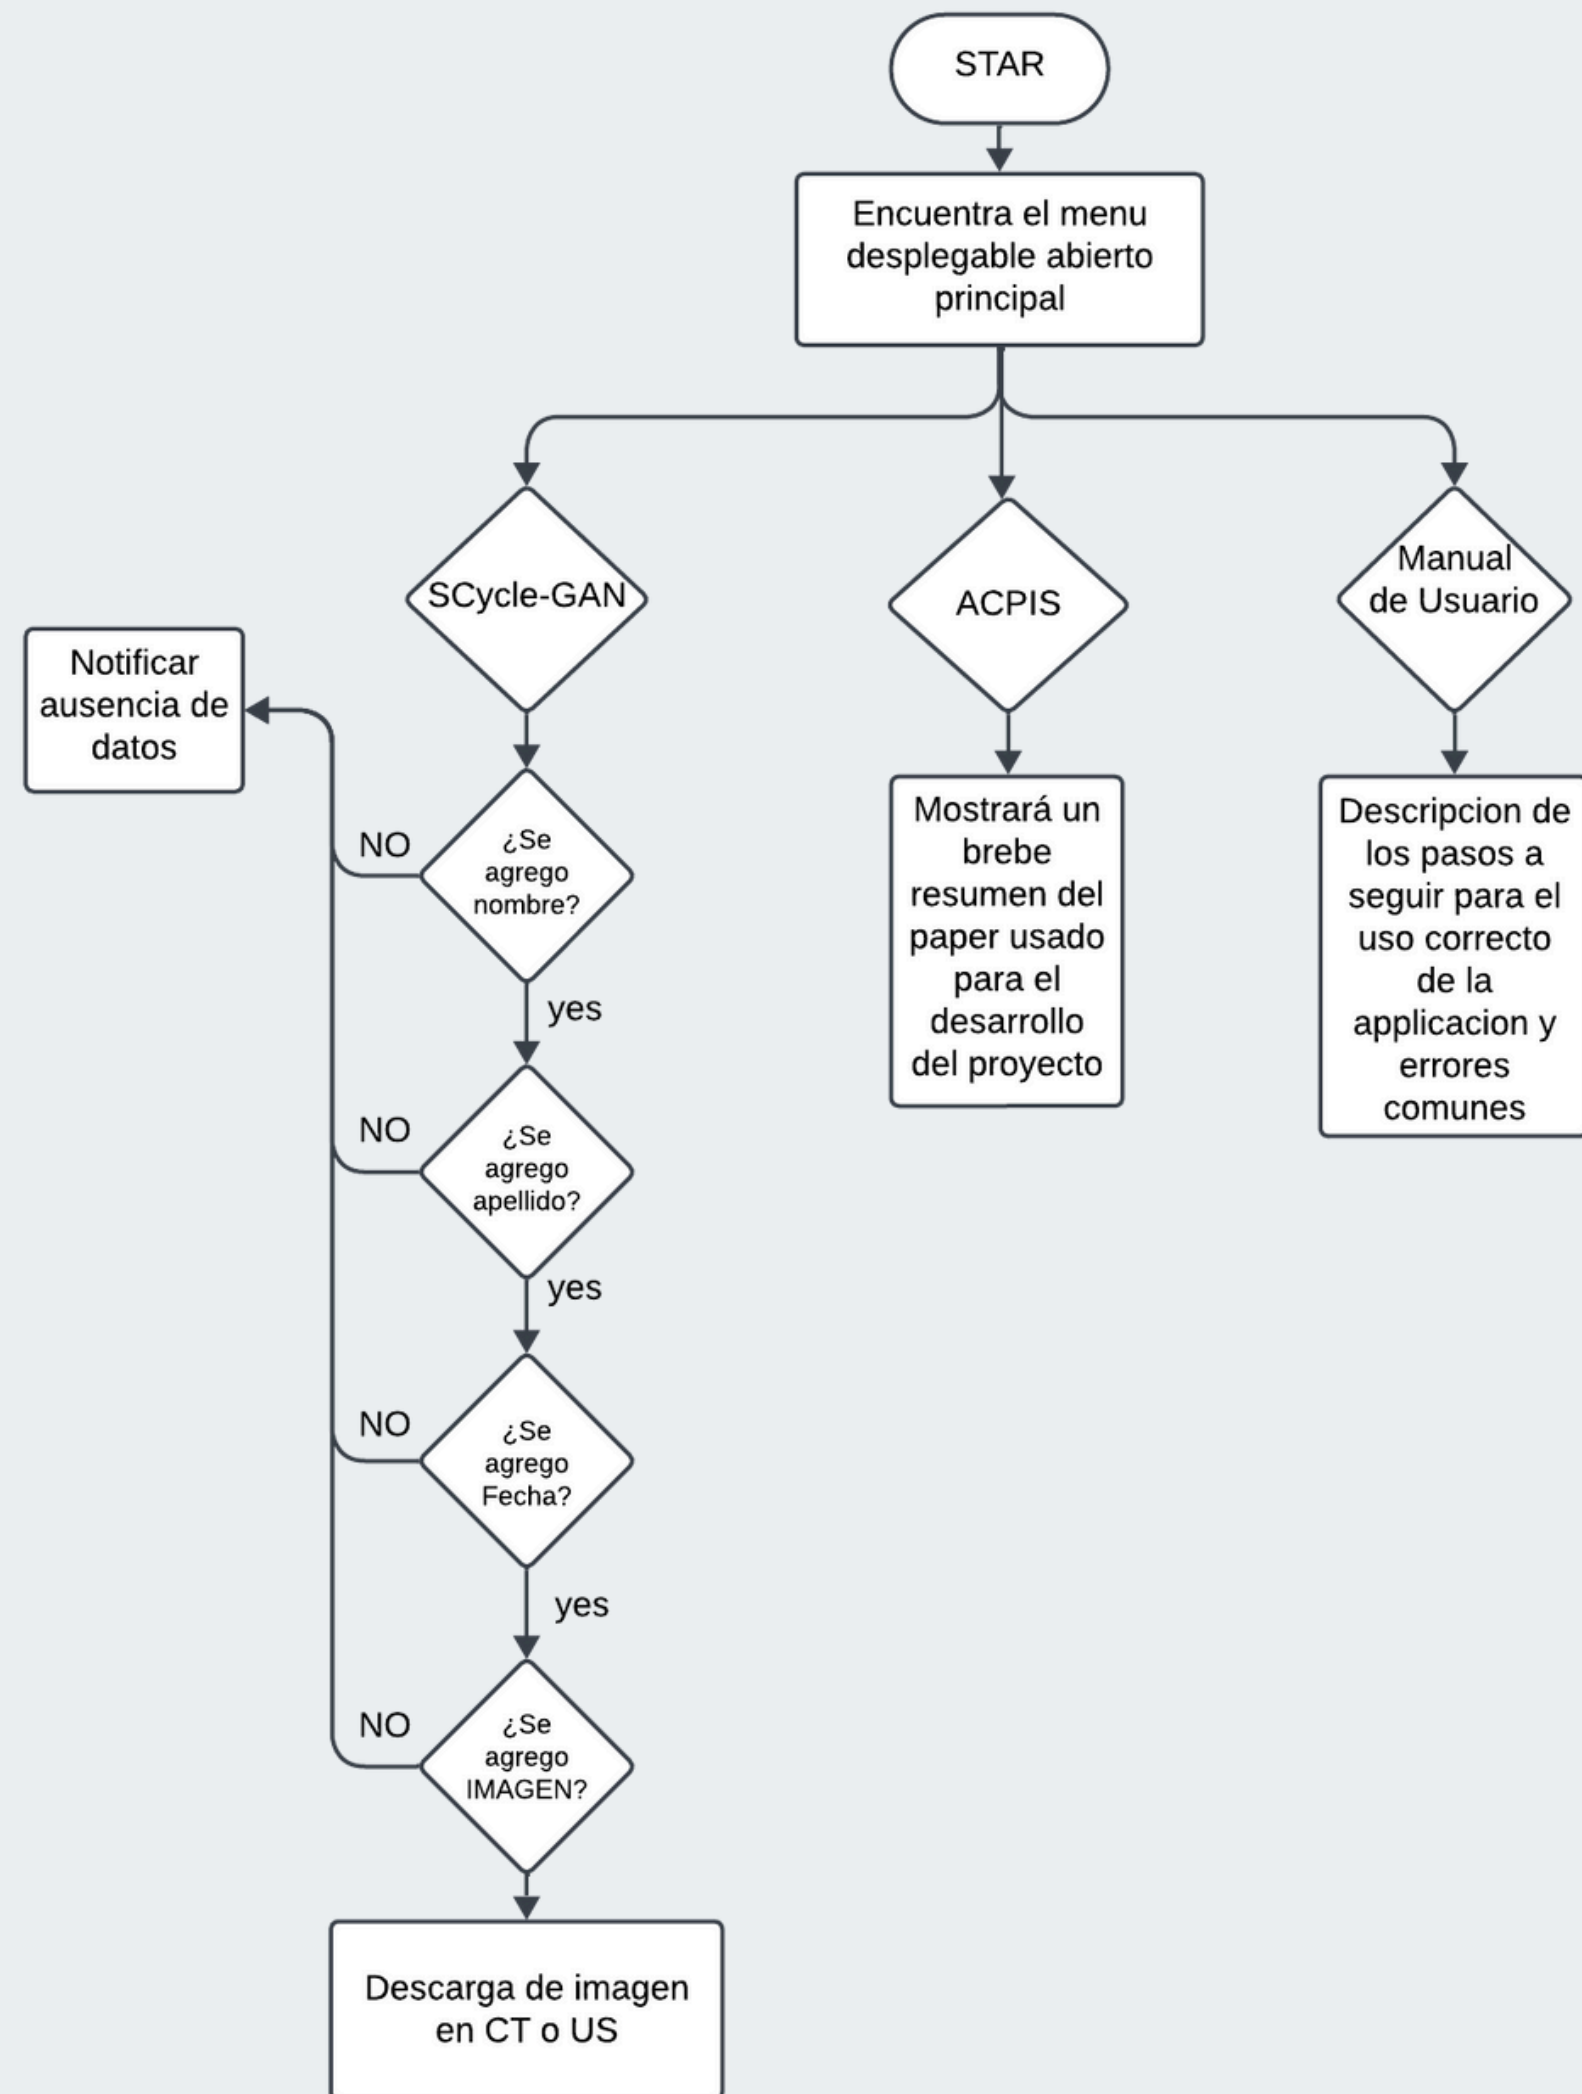 STAR
Encuentra el menu
desplegable abierto
principal
SCycle-GAN
ACPIS
Manual
de Usuario
Notificar
ausencia de
datos
NO
¿Se
agrego
nombre?
yes
Mostrará un
brebe
resumen del
paper usado
para el
desarrollo
del proyecto
Descripcion de
los pasos a
seguir para el
uso correcto
de la
applicacion y
errores
comunes
NO
¿Se
agrego
apellido?
yes
NO
¿Se
agrego
Fecha?
yes
NO
¿Se
agrego
IMAGEN?
Descarga de imagen
en CT o US